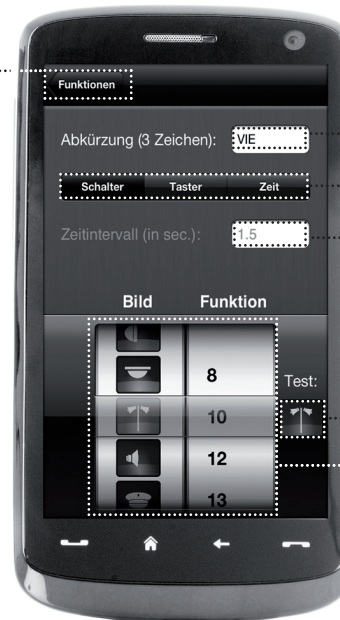 Funktionen
Abkürzung (3 Zeichen): VIE
Schalter Taster Zeit
Zeitintervall (in sec.): 1.5
Bild Funktion
8
Test:
10
12
13